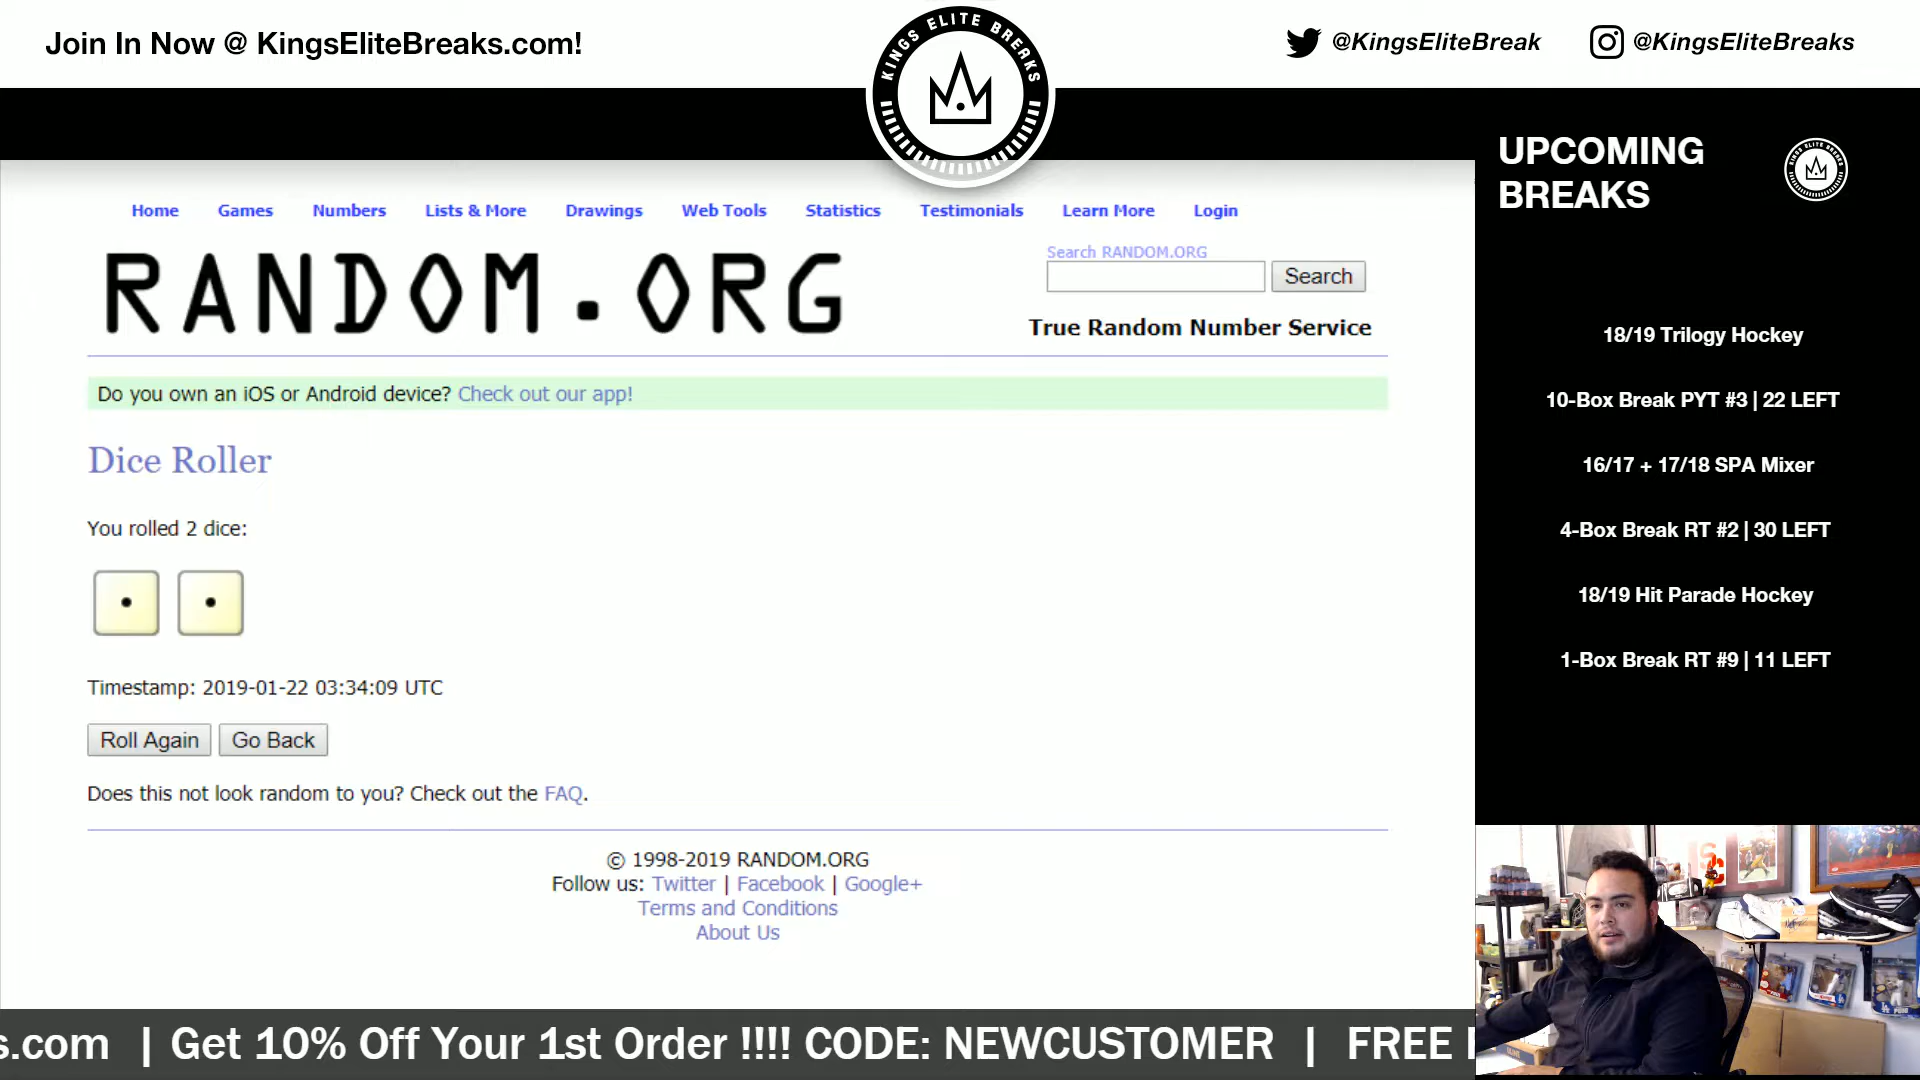 Join In Now @ KingsEliteBreaks.com!
KINGS ELITE BREAKS
@KingsEliteBreak
@KingsEliteBreaks
UPCOMING
BREAKS
KINGS ELITE BREAKS
Home Games Numbers Lists & More Drawings Web Tools Statistics Testimonials Learn More Login
RANDOM.ORG
Search RANDOM.ORG
Search
True Random Number Service
Do you own an iOS or Android device? Check out our app!
Dice Roller
You rolled 2 dice:
Timestamp: 2019-01-22 03:34:09 UTC
Roll Again Go Back
Does this not look random to you? Check out the FAQ.
© 1998-2019 RANDOM.ORG
Follow us: Twitter | Facebook | Google+
Terms and Conditions
About Us
18/19 Trilogy Hockey
10-Box Break PYT #3 | 22 LEFT
16/17 + 17/18 SPA Mixer
4-Box Break RT #2 | 30 LEFT
18/19 Hit Parade Hockey
1-Box Break RT #9 | 11 LEFT
s.com | Get 10% Off Your 1st Order !!!! CODE: NEWCUSTOMER | FREE